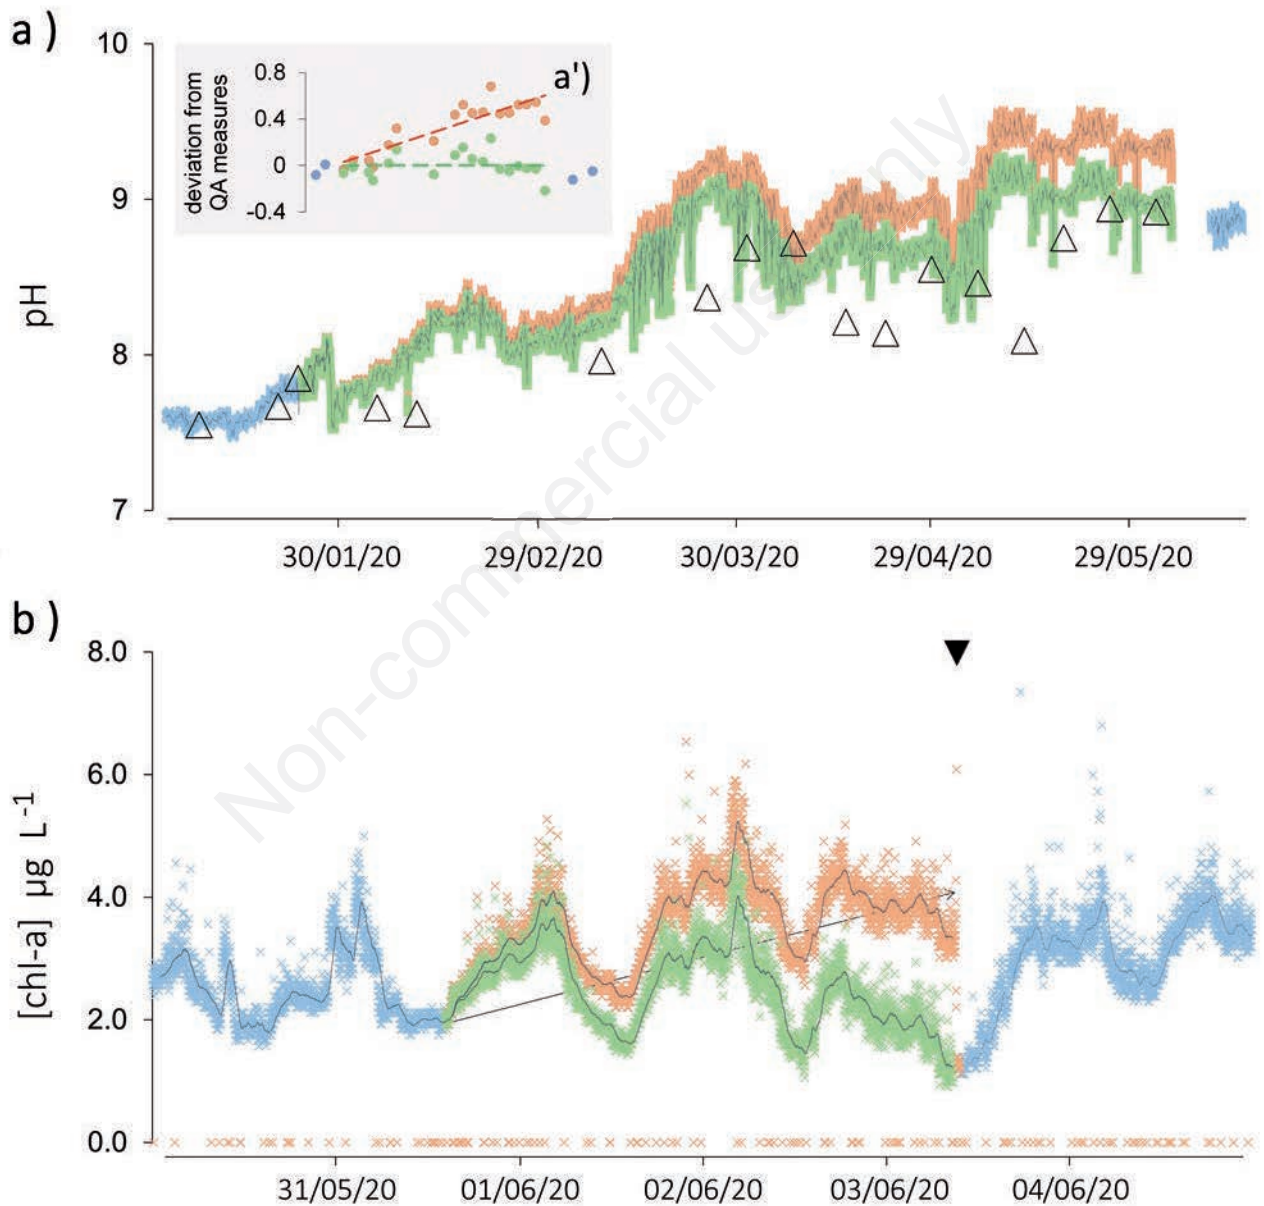 a )
10
9
8
7
pH
deviation from
QA measures
0.8
0.4
0
-0.4
a')
30/01/20
29/02/20
30/03/20
29/04/20
29/05/20
Non-commercial use only
b )
8.0
6.0
4.0
2.0
0.0
[chl-a] µg L⁻¹
31/05/20
01/06/20
02/06/20
03/06/20
04/06/20